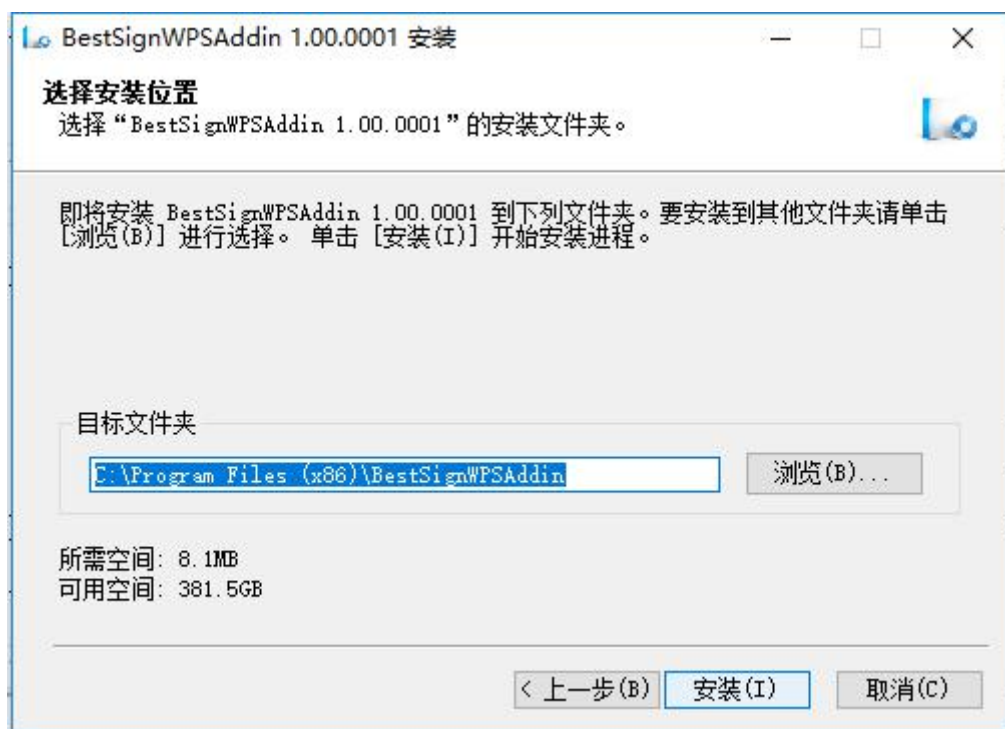 BestSignWPSAddin 1.00.0001 安装
选择安装位置
选择“BestSignWPSAddin 1.00.0001”的安装文件夹。
即将安装 BestSignWPSAddin 1.00.0001 到下列文件夹。要安装到其他文件夹请单击
[浏览(B)] 进行选择。 单击 [安装(I)] 开始安装进程。
目标文件夹
C:\Program Files (x86)\BestSignWPSAddin
浏览(B)...
所需空间: 8.1MB
可用空间: 381.5GB
< 上一步(B)
安装(I)
取消(C)